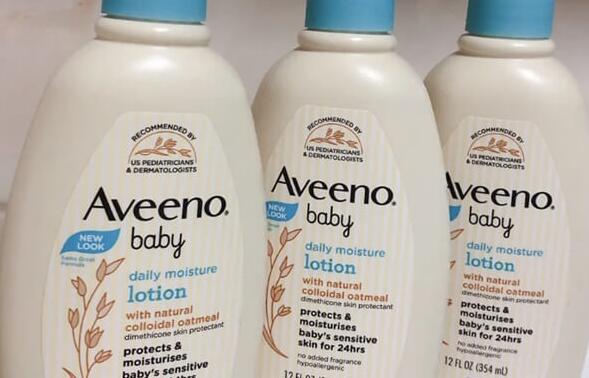 RECOMMENDED BY
US PEDIATRICIANS
& DERMATOLOGISTS
Aveeno®
NEW
LOOK
Same Great
Formula
baby
daily moisture
lotion
with natural
colloidal oatmeal
dimethicone skin protectant
protects &
moisturises
baby's sensitive
24hrs
RECOMMENDED BY
US PEDIATRICIANS
& DERMATOLOGISTS
Aveeno®
NEW
LOOK
baby
daily moisture
lotion
with natural
colloidal oatmeal
dimethicone skin protectant
protects &
moisturises
baby's sensitive
skin for 24hrs
no added fragrance
hypoallergenic
12 FL
RECOMMENDED BY
US PEDIATRICIANS
& DERMATOLOGISTS
Aveeno®
baby
daily moisture
lotion
with natural
colloidal oatmeal
dimethicone skin protectant
protects &
moisturises
baby's sensitive
skin for 24hrs
no added fragrance
hypoallergenic
12 FL OZ (354 mL)